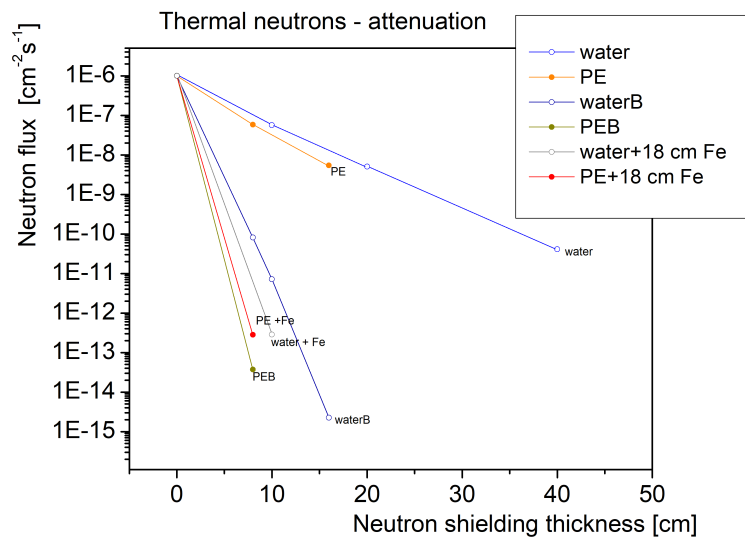 Thermal neutrons - attenuation
water
PE
waterB
PEB
water+18 cm Fe
PE+18 cm Fe
Neutron flux [cm-2s-1]
1E-6
1E-7
1E-8
1E-9
1E-10
1E-11
1E-12
1E-13
1E-14
1E-15
PE
water
PE +Fe
water + Fe
PEB
waterB
0 10 20 30 40 50
Neutron shielding thickness [cm]